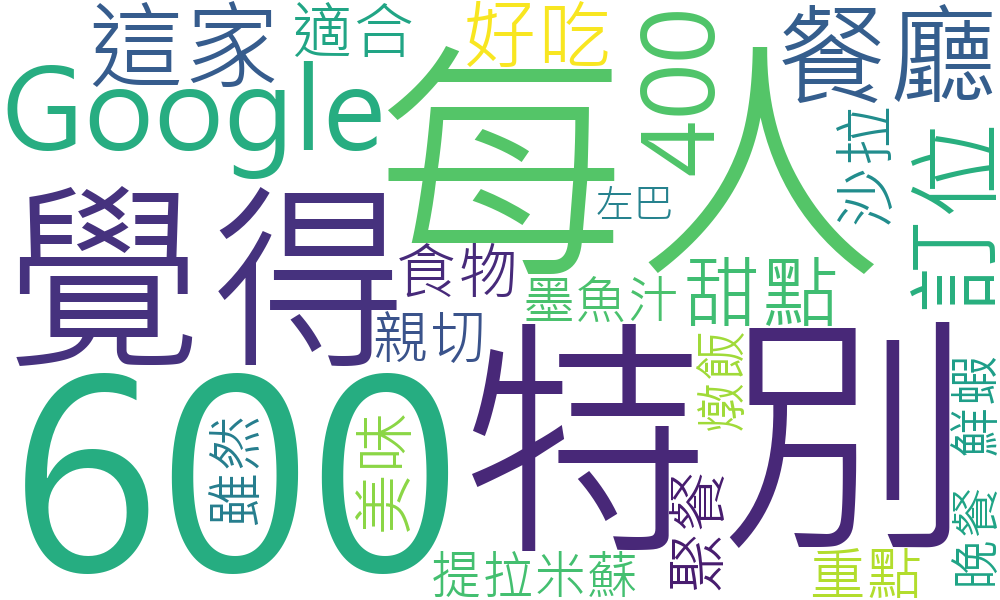 這家
適合
好吃
餐廳
Google
每人
400
沙拉
訂位
覺得
左巴
食物
墨魚汁
甜點
親切
600
特別
燉飯
鮮蝦
雖然
美味
聚餐
晚餐
提拉米蘇
重點